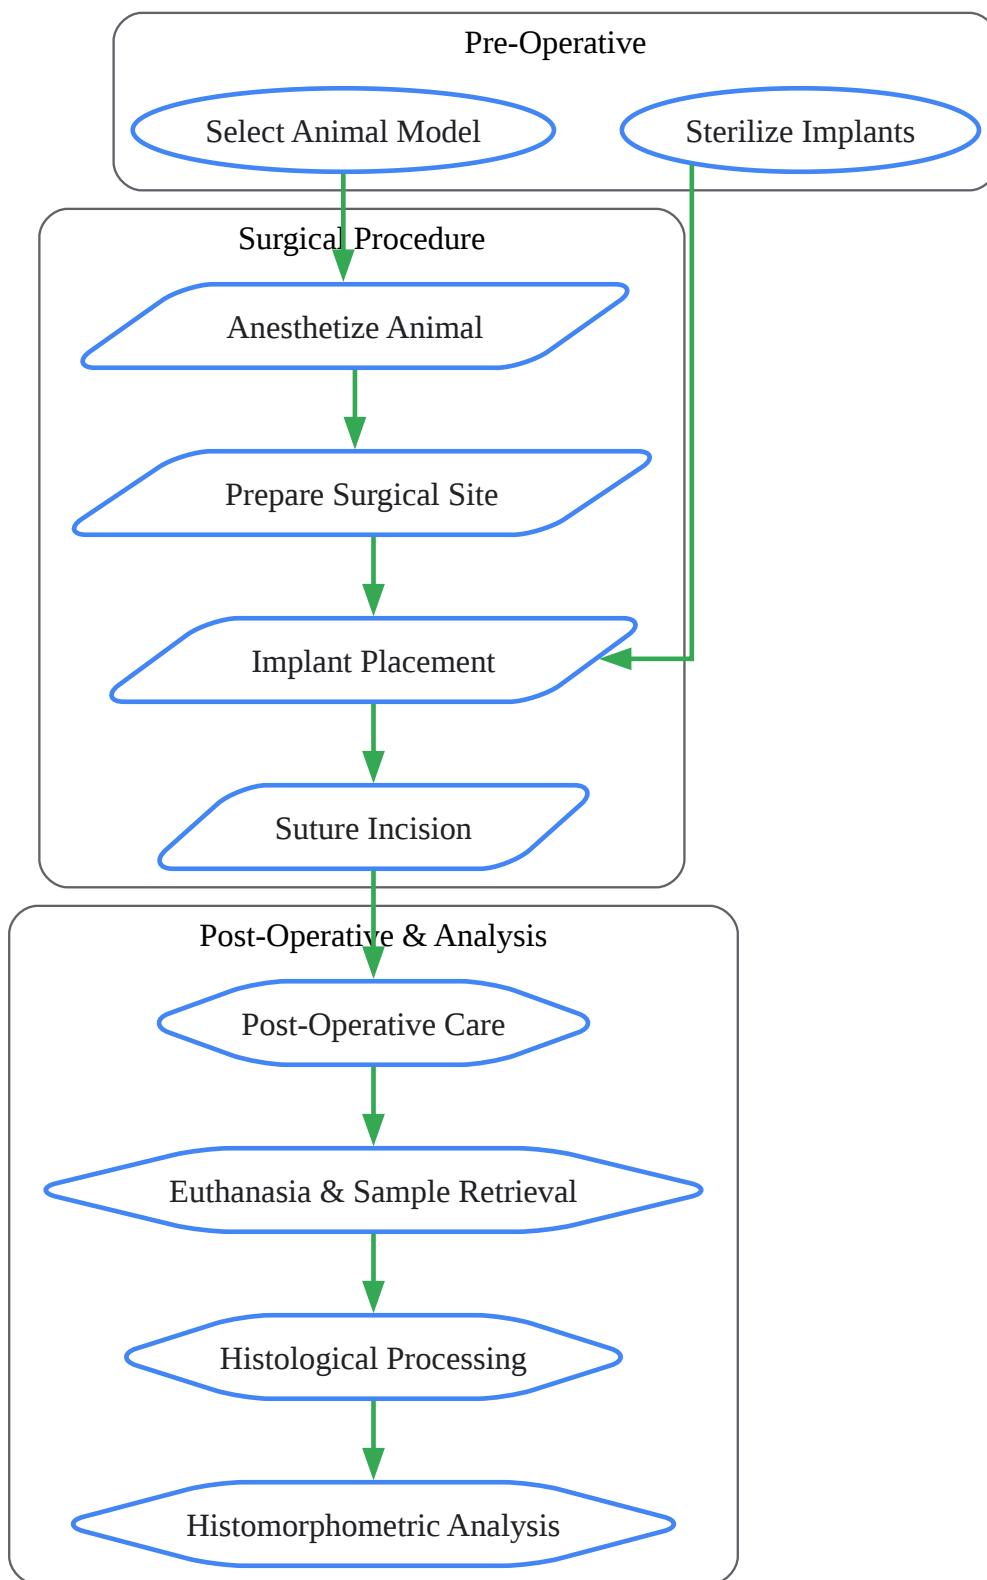 Pre-Operative
Select Animal Model
Sterilize Implants
Surgical Procedure
Anesthetize Animal
Prepare Surgical Site
Implant Placement
Suture Incision
Post-Operative & Analysis
Post-Operative Care
Euthanasia & Sample Retrieval
Histological Processing
Histomorphometric Analysis